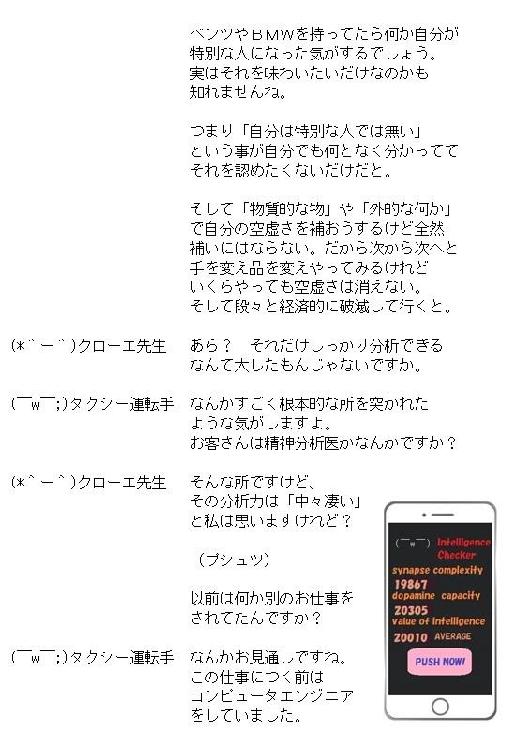 ベンツやＢＭＷを持ってたら何か自分が
特別な人になった気がするでしょう。
実はそれを味わいたいだけなのかも
知れませんね。
つまり「自分は特別な人では無い」
という事が自分でも何となく分かってて
それを認めたくないだけだと。
そして「物質的な物」や「外的な何か」
で自分の空虚さを補おうするけど全然
補いにはならない。だから次から次へと
手を変え品を変えやってみるけれど
いくらやっても空虚さは消えない。
そして段々と経済的に破滅して行くと。
(*＾ー＾)クローエ先生　あら？　それだけしっかり分析できる
なんて大したもんじゃないですか。
(￣w￣;)タクシー運転手　なんかすごく根本的な所を突かれた
ような気がしますよ。
お客さんは精神分析医かなんかですか？
(*＾ー＾)クローエ先生　そんな所ですけど、
その分析力は「中々凄い」
と私は思いますけれど？
（プシュツ）
以前は何か別のお仕事を
されてたんですか？
(￣w￣;)タクシー運転手　なんかお見通しですね。
この仕事につく前は
コンピュータエンジニア
をしていました。
(￣w￣) Intelligence
Checker
synapse complexity
19867
dopamine capacity
20305
value of Intelligence
20010 AVERAGE
PUSH NOW!